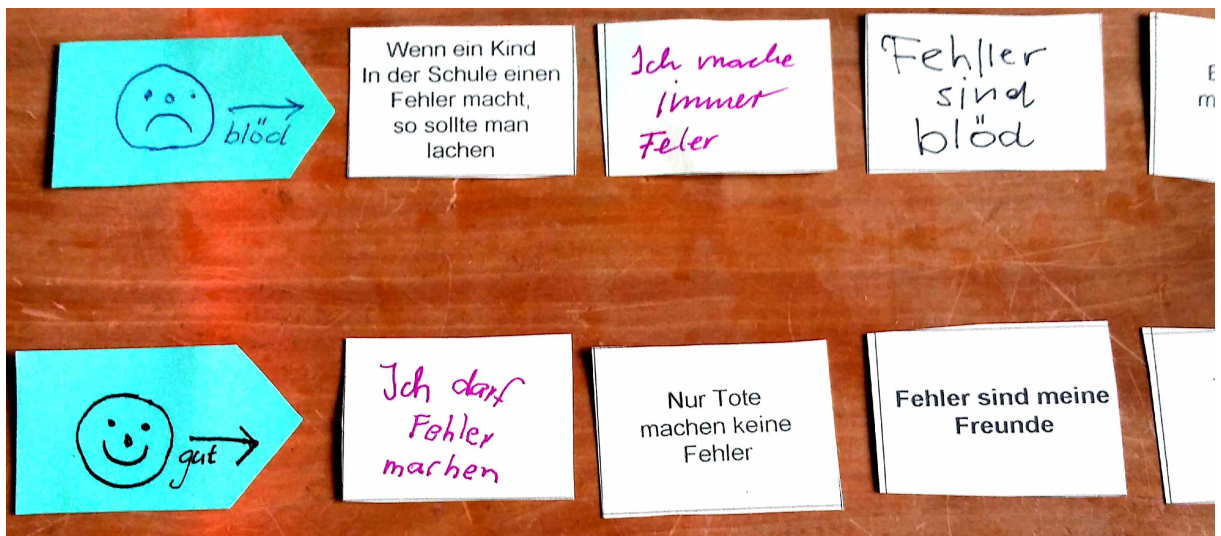 blöd
Wenn ein Kind
In der Schule einen
Fehler macht,
so sollte man
lachen
Ich mache
immer
Feler
Fehller
sind
blöd
gut
Ich darf
Fehler
machen
Nur Tote
machen keine
Fehler
Fehler sind meine
Freunde